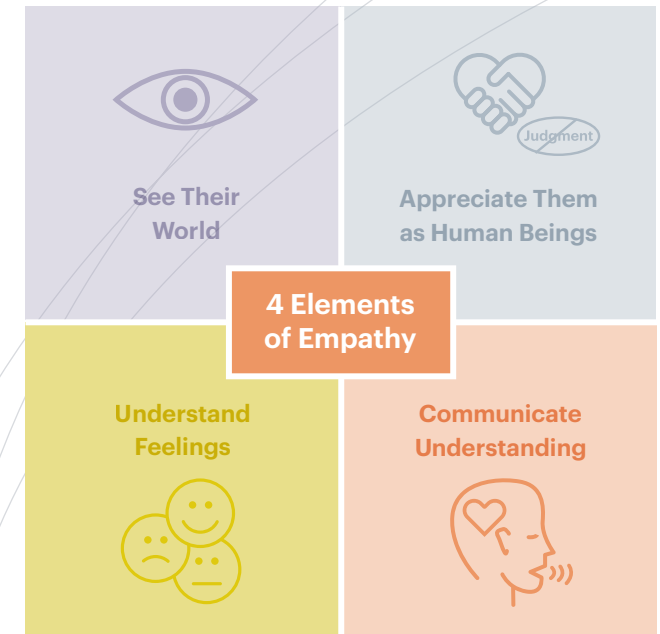 See Their
World
Judgment
Appreciate Them
as Human Beings
4 Elements
of Empathy
Understand
Feelings
Communicate
Understanding